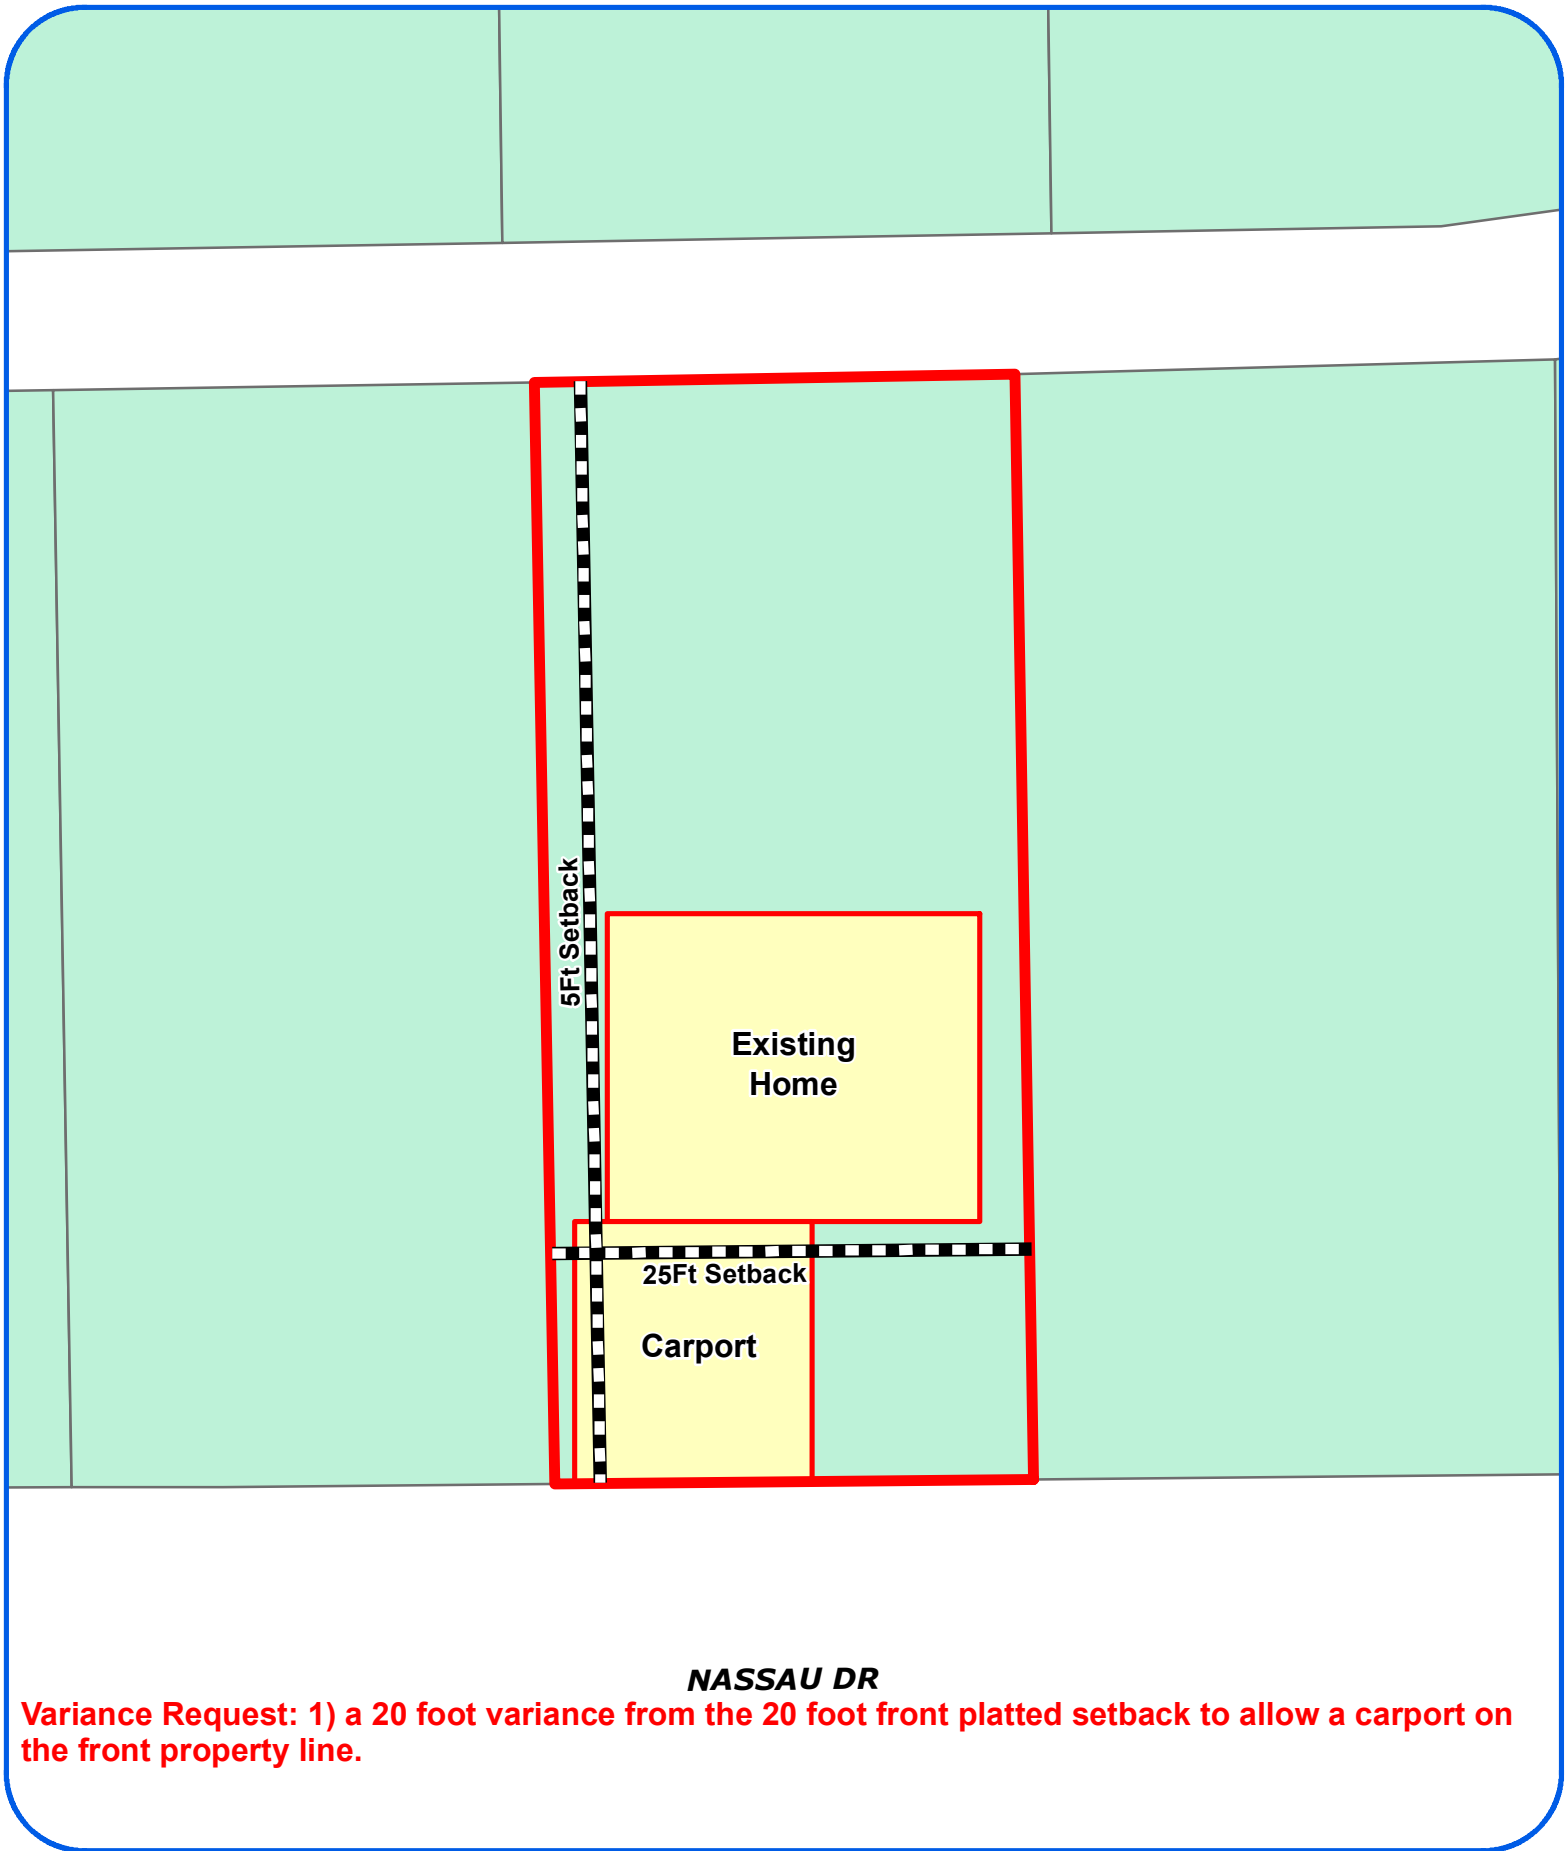 5Ft Setback
Existing
Home
25Ft Setback
Carport
NASSAU DR
Variance Request: 1) a 20 foot variance from the 20 foot front platted setback to allow a carport on
the front property line.